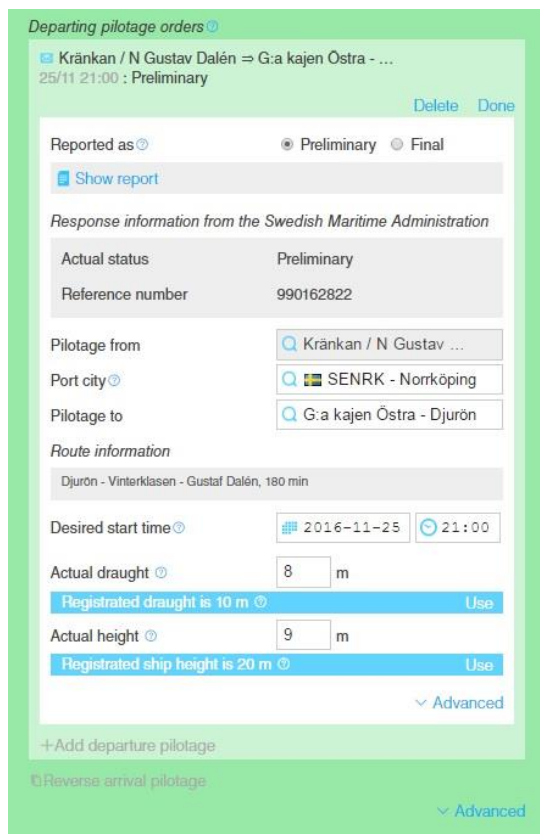 Departing pilotage orders
Kränkan / N Gustav Dalén ⇒ G:a kajen Östra - ...
25/11 21:00 : Preliminary
Delete Done
Reported as Preliminary Final
Show report
Response information from the Swedish Maritime Administration
Actual status Preliminary
Reference number 990162822
Pilotage from Kränkan / N Gustav ...
Port city SENRK - Norrköping
Pilotage to G:a kajen Östra - Djurön
Route information
Djurön - Vinterklasen - Gustaf Dalén, 180 min
Desired start time 2016-11-25 21:00
Actual draught 8 m
Registrated draught is 10 m Use
Actual height 9 m
Registrated ship height is 20 m Use
Advanced
+Add departure pilotage
Reverse arrival pilotage
Advanced